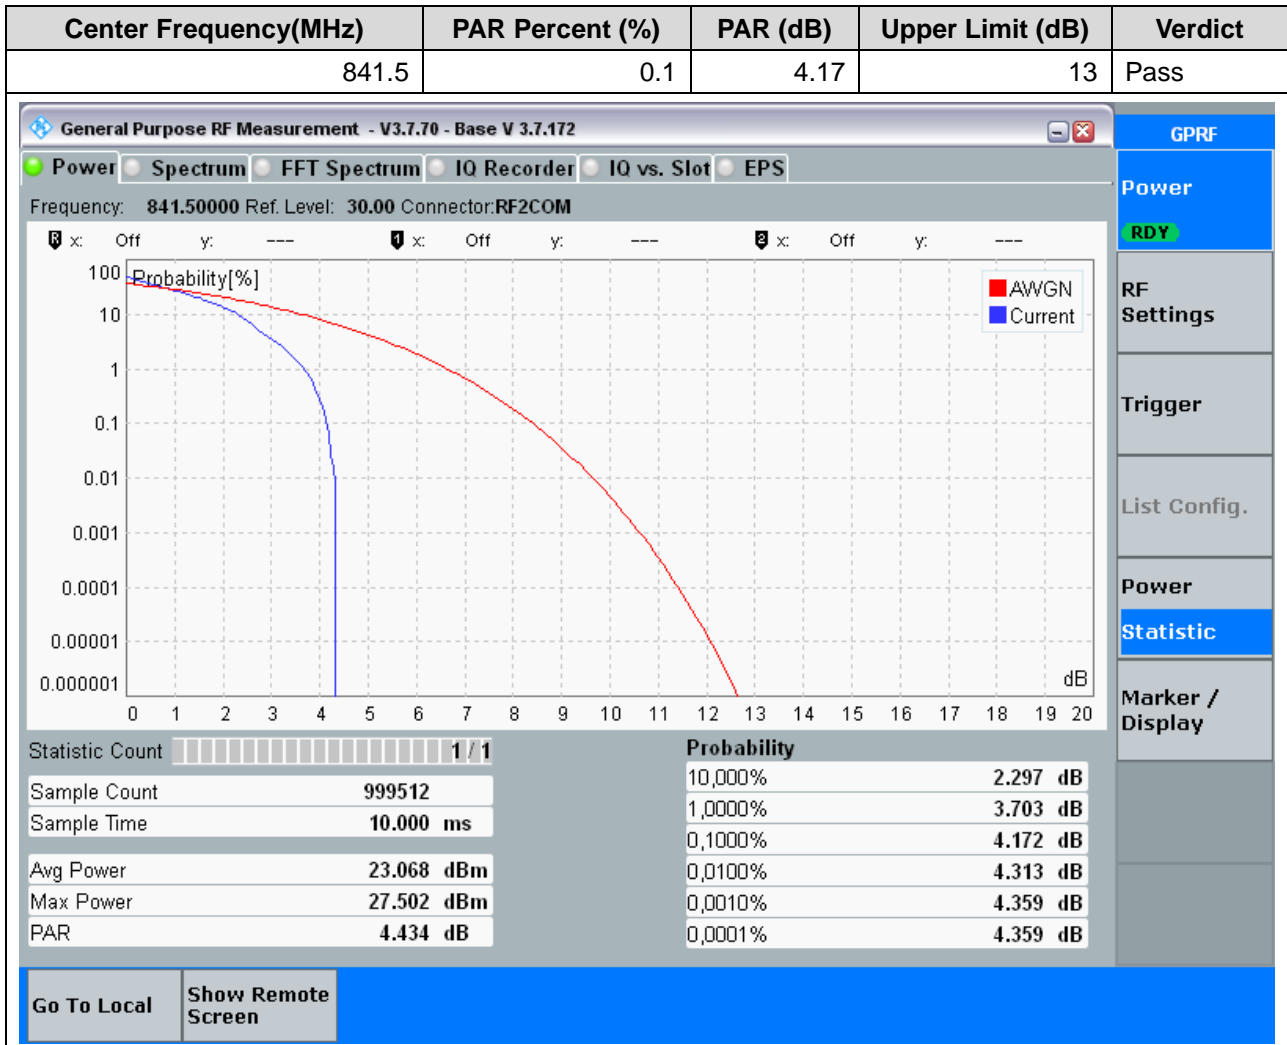 Center Frequency(MHz) PAR Percent (%) PAR (dB) Upper Limit (dB) Verdict
841.5 0.1 4.17 13 Pass
General Purpose RF Measurement - V3.7.70 - Base V 3.7.172
GPRF
Power Spectrum FFT Spectrum IQ Recorder IQ vs. Slot EPS
Power
RDY
Frequency: 841.50000 Ref. Level: 30.00 Connector:RF2COM
R x: Off y: --- 1 x: Off y: --- 2 x: Off y: ---
Probability[%]
AWGN
Current
100
10
1
0.1
0.01
0.001
0.0001
0.00001
0.000001
dB
0 1 2 3 4 5 6 7 8 9 10 11 12 13 14 15 16 17 18 19 20
RF
Settings
Trigger
List Config.
Power
Statistic
Marker /
Display
Statistic Count 1 / 1
Sample Count 999512
Sample Time 10.000 ms
Avg Power 23.068 dBm
Max Power 27.502 dBm
PAR 4.434 dB
Probability
10,000% 2.297 dB
1,0000% 3.703 dB
0,1000% 4.172 dB
0,0100% 4.313 dB
0,0010% 4.359 dB
0,0001% 4.359 dB
Go To Local
Show Remote
Screen